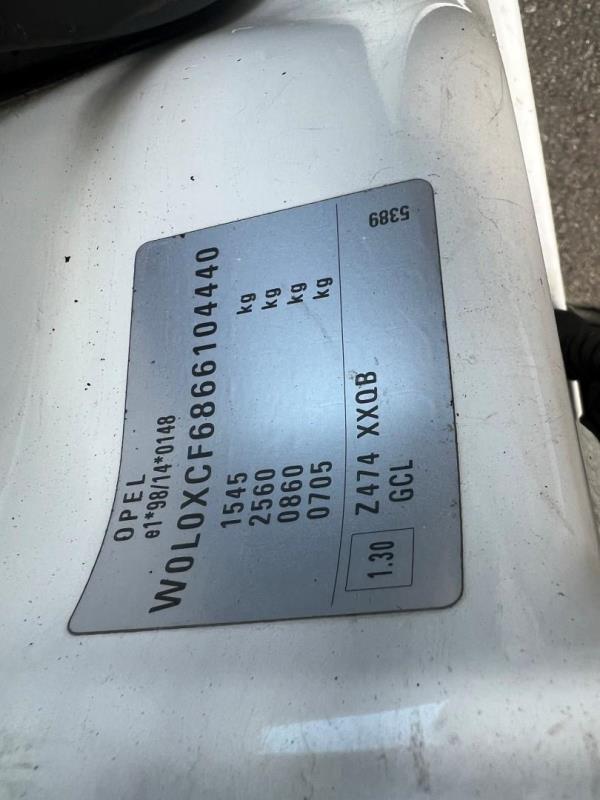 OPEL
e1*98/14*0148
W0L0XCF6866104440
1545 kg
2560 kg
0860 kg
0705 kg
1.30 Z474 XXQB
GCL
5389